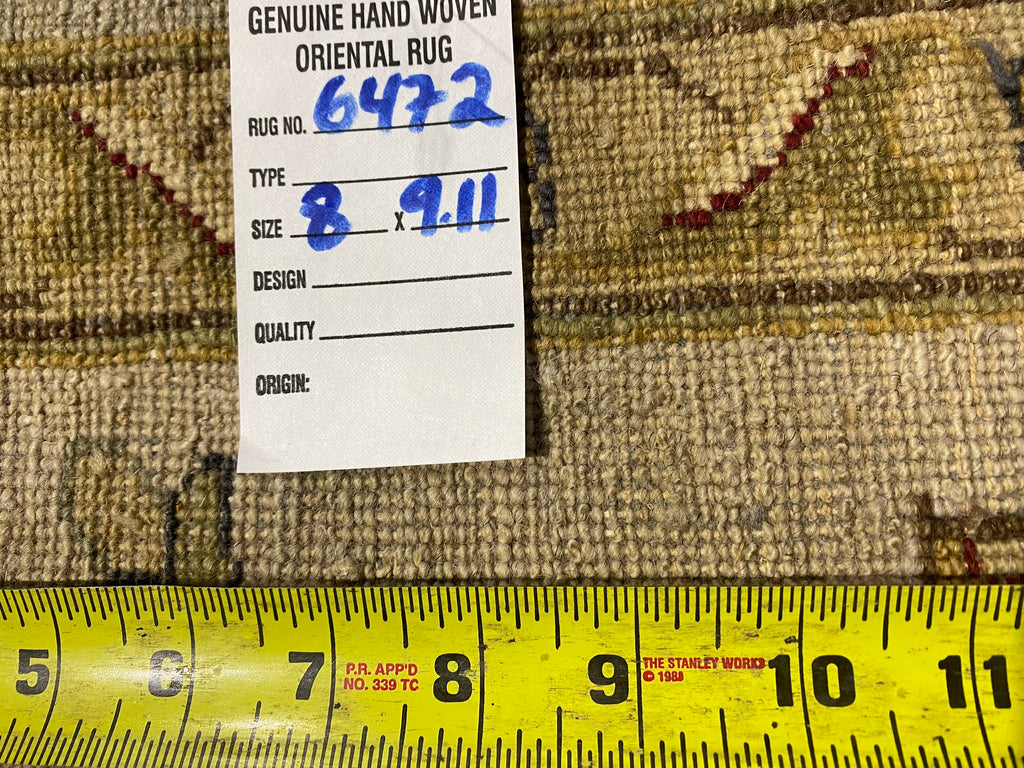 GENUINE HAND WOVEN
ORIENTAL RUG
RUG NO. 6472
TYPE
SIZE 8 x 9.11
DESIGN
QUALITY
ORIGIN:
5 6 7 8 9 10 11
P.R. APP'D
NO. 339 TC
THE STANLEY WORKS
© 1988